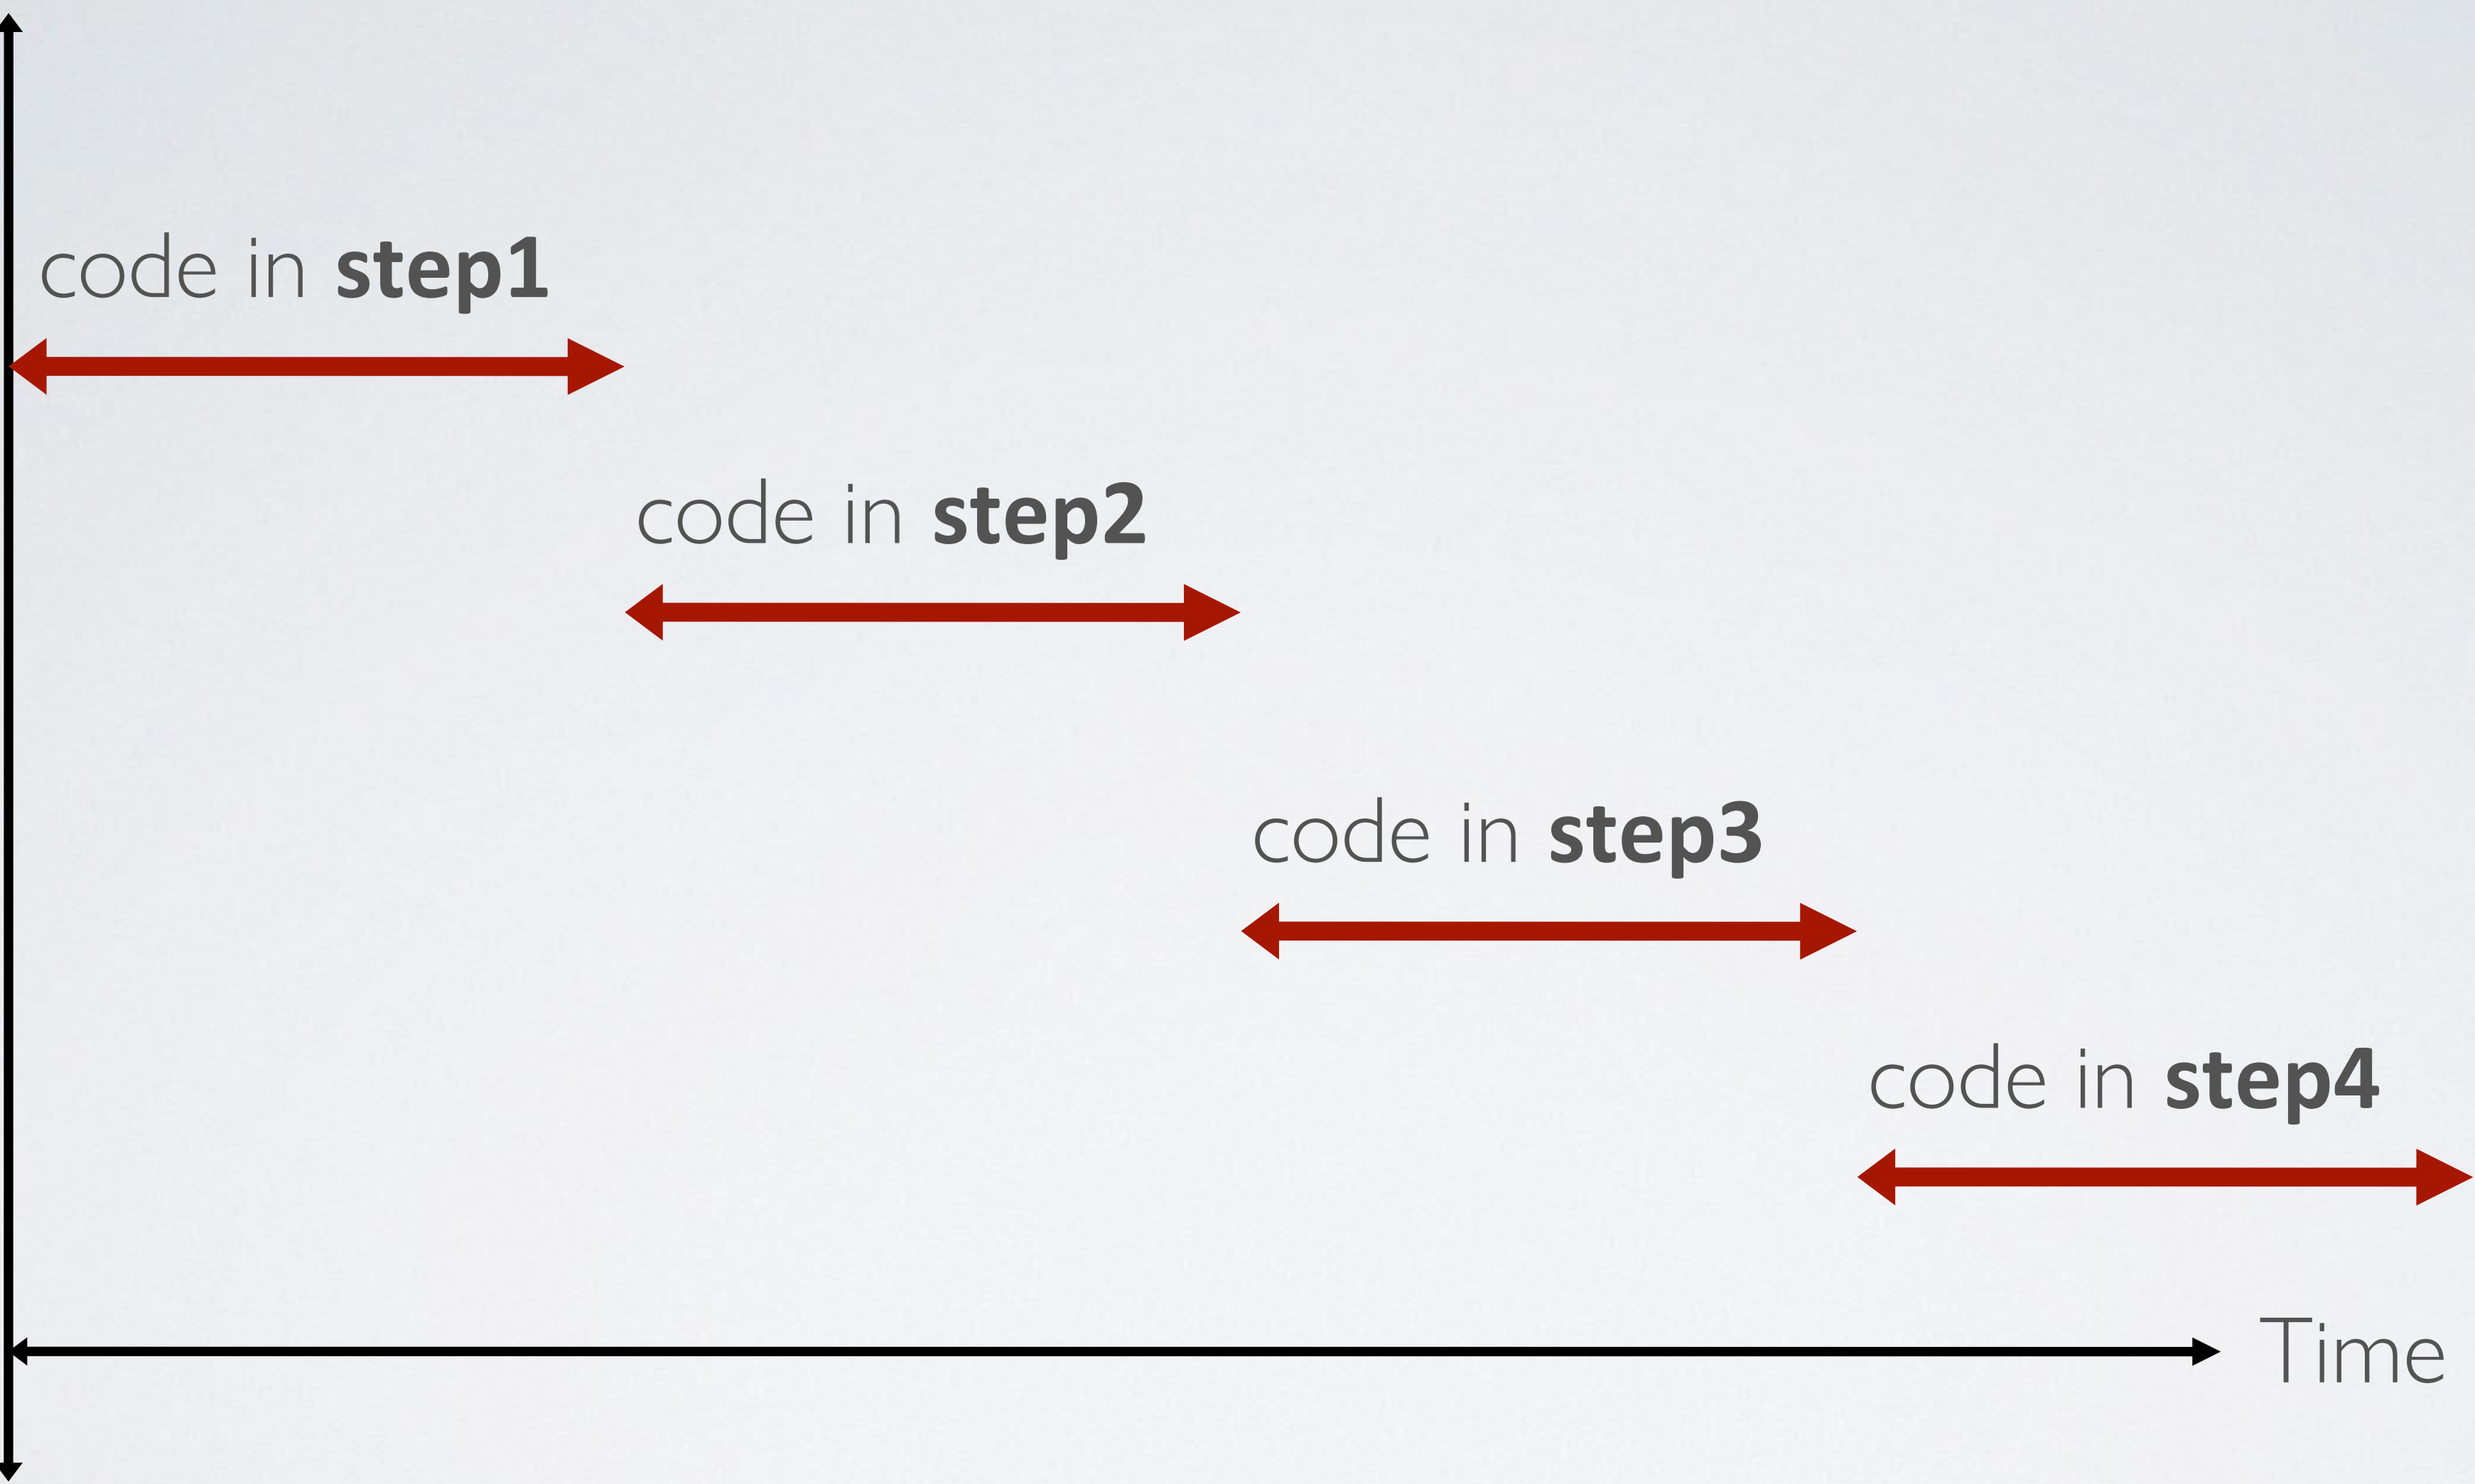 code in step1
code in step2
code in step3
code in step4
Time